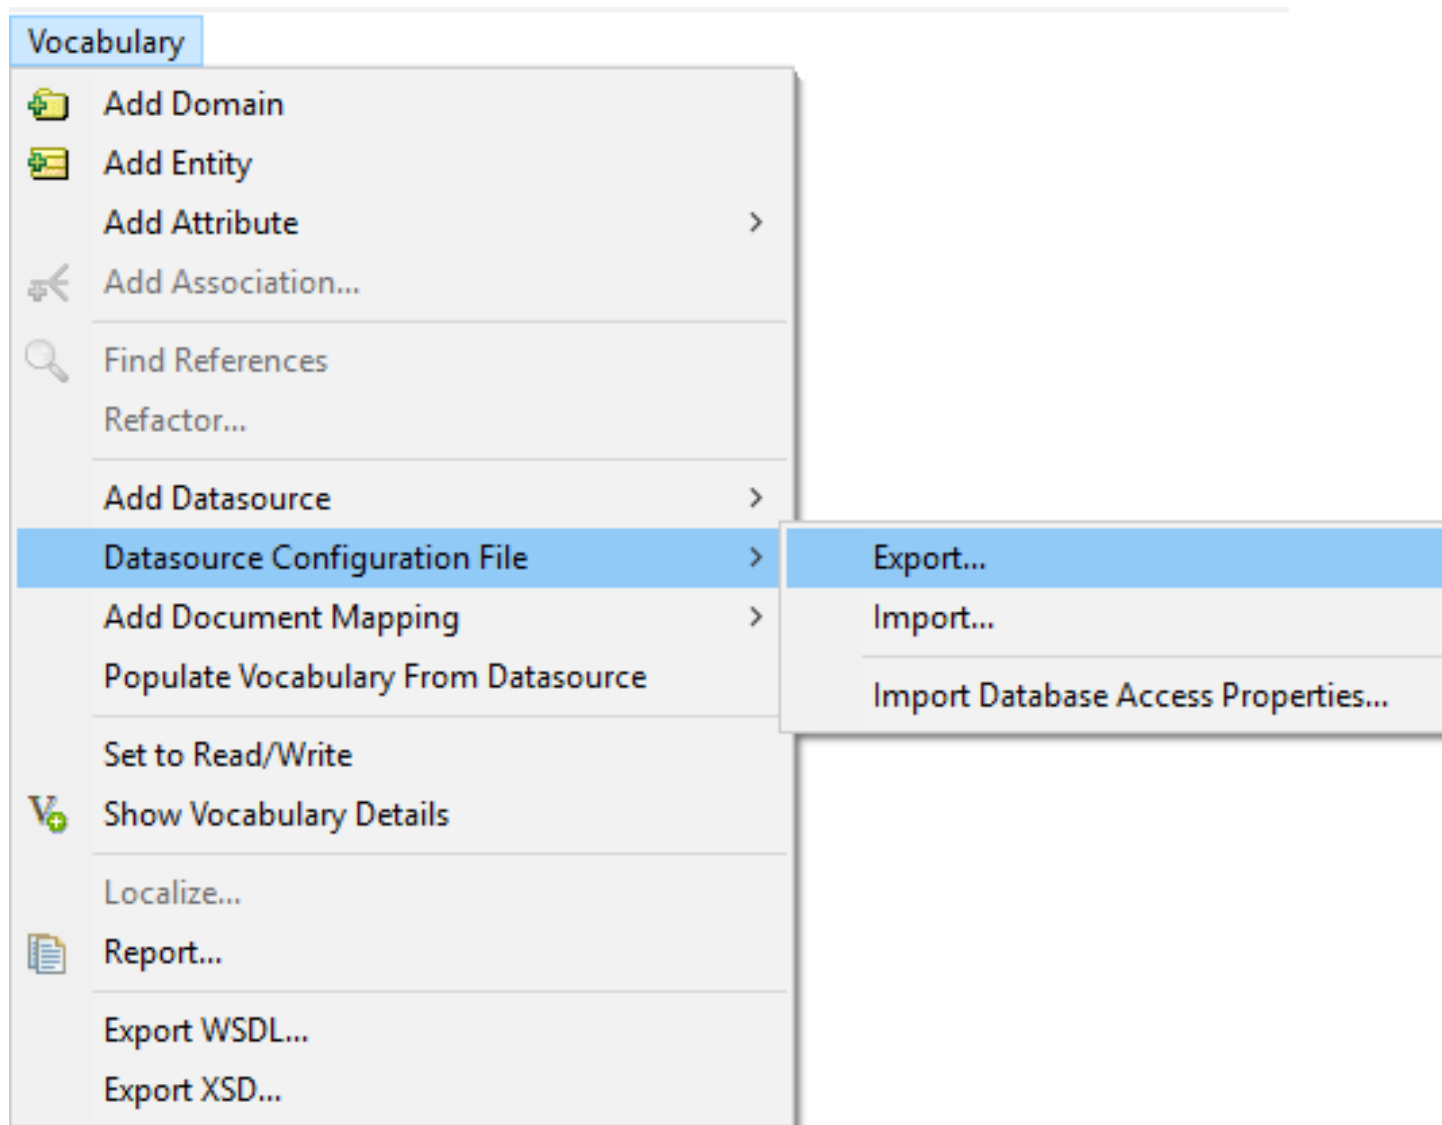 Vocabulary
Add Domain
Add Entity
Add Attribute
Add Association...
Find References
Refactor...
Add Datasource
Datasource Configuration File
Export...
Add Document Mapping
Import...
Populate Vocabulary From Datasource
Import Database Access Properties...
Set to Read/Write
Show Vocabulary Details
Localize...
Report...
Export WSDL...
Export XSD...